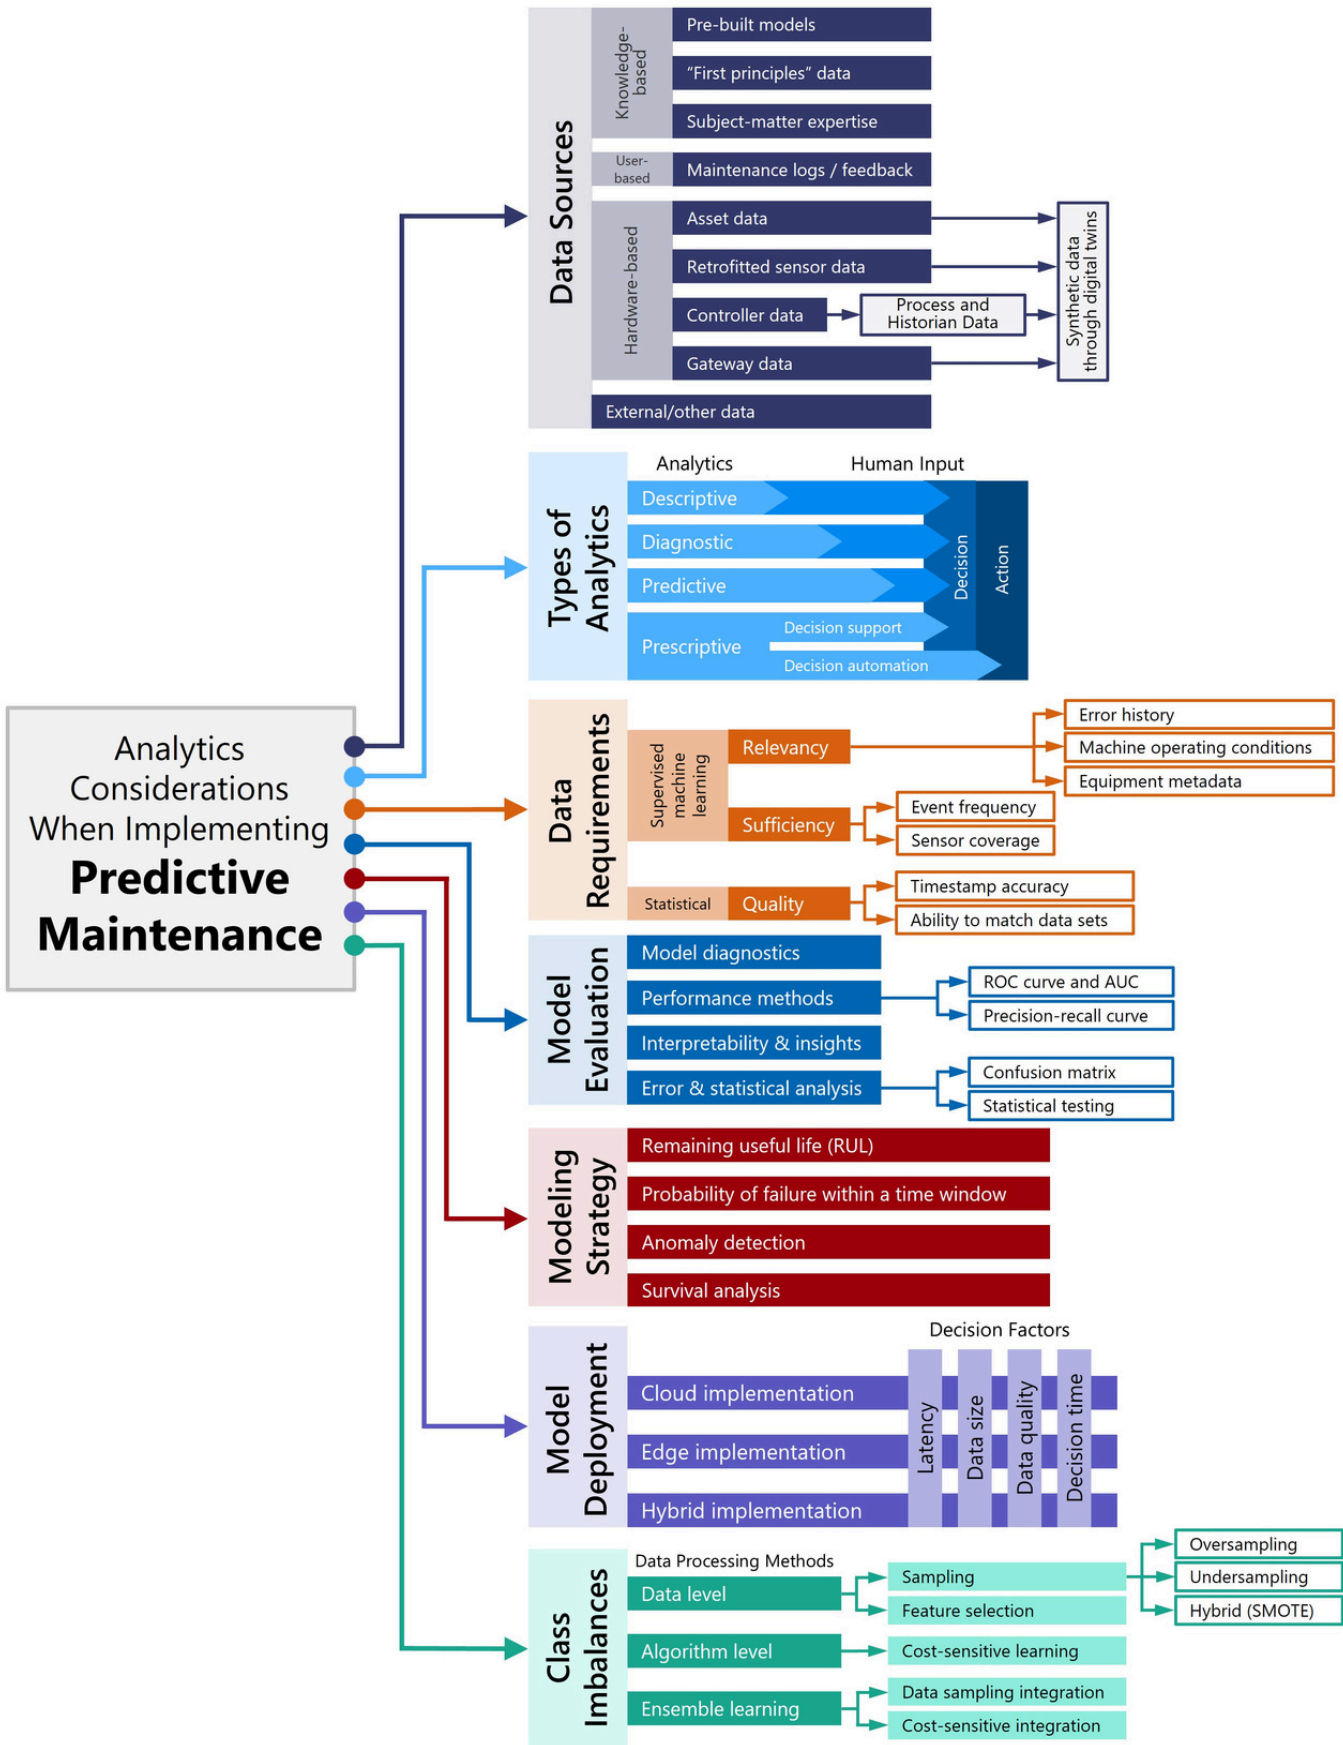 Analytics
Considerations
When Implementing
Predictive
Maintenance
Data Sources
Knowledge-
based
Pre-built models
“First principles” data
Subject-matter expertise
User-
based
Maintenance logs / feedback
Hardware-based
Asset data
Retrofitted sensor data
Controller data
Process and
Historian Data
Gateway data
Synthetic data
through digital twins
External/other data
Types of
Analytics
Analytics
Human Input
Descriptive
Diagnostic
Predictive
Prescriptive
Decision support
Decision automation
Decision
Action
Data
Requirements
Supervised
machine
learning
Relevancy
Error history
Machine operating conditions
Equipment metadata
Sufficiency
Event frequency
Sensor coverage
Statistical
Quality
Timestamp accuracy
Ability to match data sets
Model
Evaluation
Model diagnostics
Performance methods
ROC curve and AUC
Precision-recall curve
Interpretability & insights
Error & statistical analysis
Confusion matrix
Statistical testing
Modeling
Strategy
Remaining useful life (RUL)
Probability of failure within a time window
Anomaly detection
Survival analysis
Model
Deployment
Decision Factors
Cloud implementation
Edge implementation
Hybrid implementation
Latency
Data size
Data quality
Decision time
Class
Imbalances
Data Processing Methods
Data level
Sampling
Oversampling
Undersampling
Hybrid (SMOTE)
Feature selection
Algorithm level
Cost-sensitive learning
Ensemble learning
Data sampling integration
Cost-sensitive integration